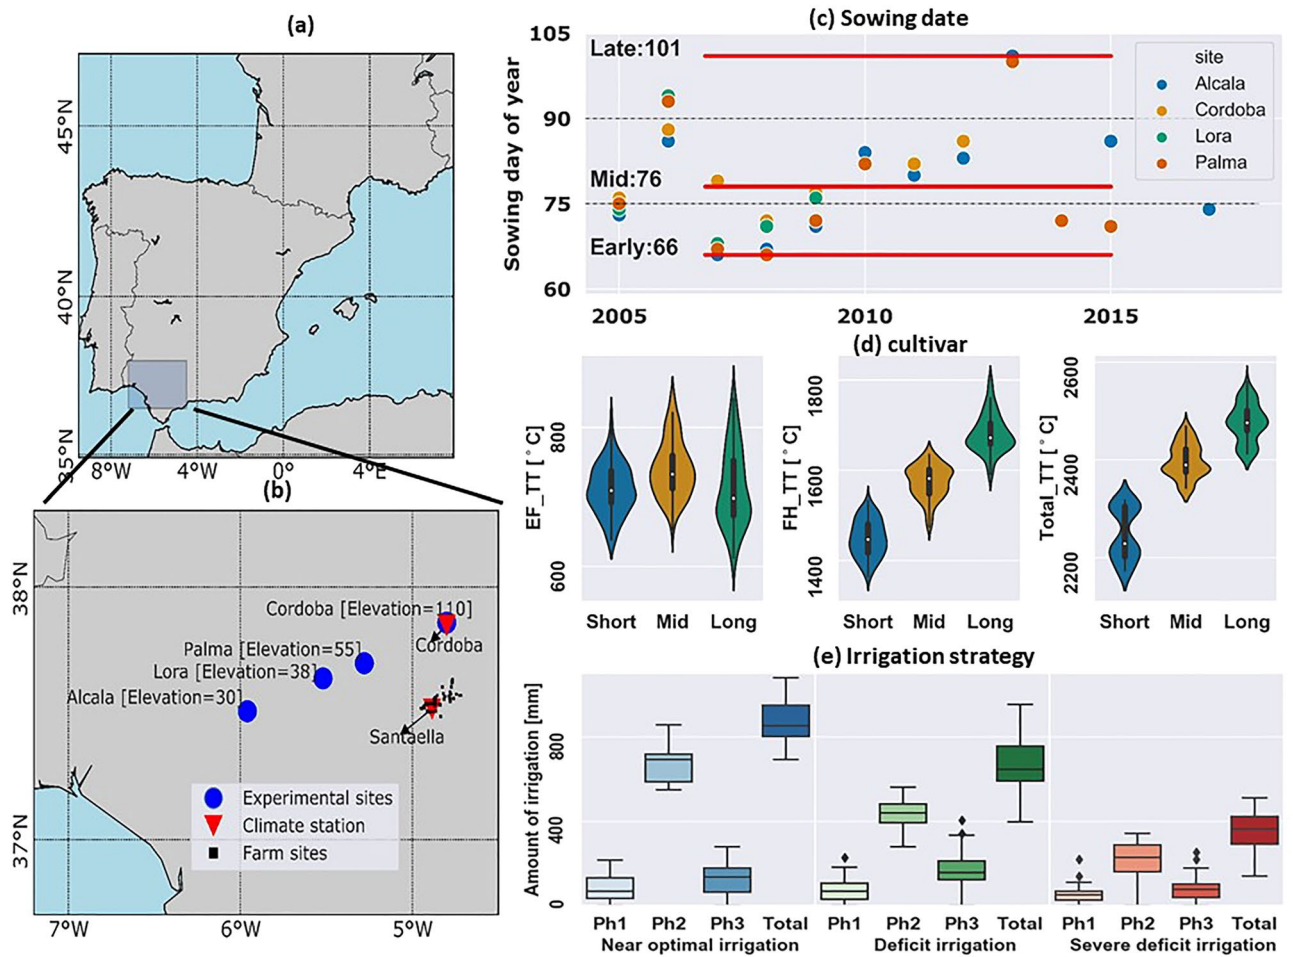 (a)
45°N
40°N
35°N
8°W 4°W 0° 4°E
(b)
38°N
37°N
Cordoba [Elevation=110]
Cordoba
Palma [Elevation=55]
Lora [Elevation=38]
Alcala [Elevation=30]
Santaella
Experimental sites
Climate station
Farm sites
7°W 6°W 5°W
(c) Sowing date
Sowing day of year
105
90
75
60
Late:101
Mid:76
Early:66
site
Alcala
Cordoba
Lora
Palma
2005 2010 2015
(d) cultivar
EF_TT [°C]
800
600
Short Mid Long
FH_TT [°C]
1800
1600
1400
Short Mid Long
Total_TT [°C]
2600
2400
2200
Short Mid Long
(e) Irrigation strategy
Amount of irrigation [mm]
800
400
0
Ph1 Ph2 Ph3 Total Ph1 Ph2 Ph3 Total Ph1 Ph2 Ph3 Total
Near optimal irrigation Deficit irrigation Severe deficit irrigation